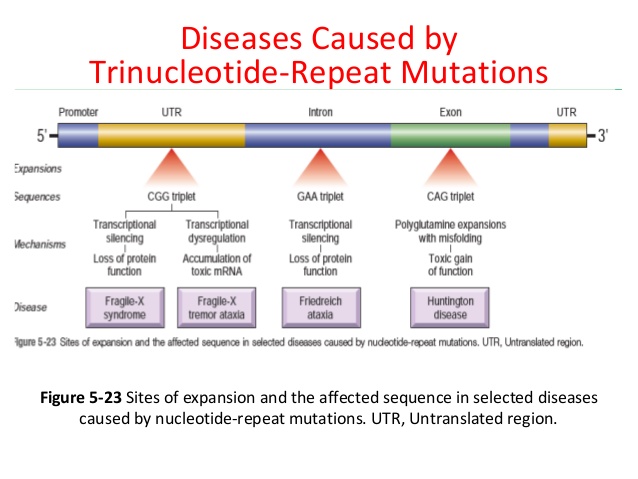 Diseases Caused by
Trinucleotide-Repeat Mutations
Promoter UTR Intron Exon UTR
5' 3'
Expansions
Sequences CGG triplet GAA triplet CAG triplet
Transcriptional Transcriptional Transcriptional Polyglutamine expansions
silencing dysregulation silencing with misfolding
Mechanisms
Loss of protein Accumulation of Loss of protein Toxic gain
function toxic mRNA function of function
Disease
Fragile-X Fragile-X Friedreich Huntington
syndrome tremor ataxia ataxia disease
Figure 5-23 Sites of expansion and the affected sequence in selected diseases caused by nucleotide-repeat mutations. UTR, Untranslated region.
Figure 5-23 Sites of expansion and the affected sequence in selected diseases
caused by nucleotide-repeat mutations. UTR, Untranslated region.